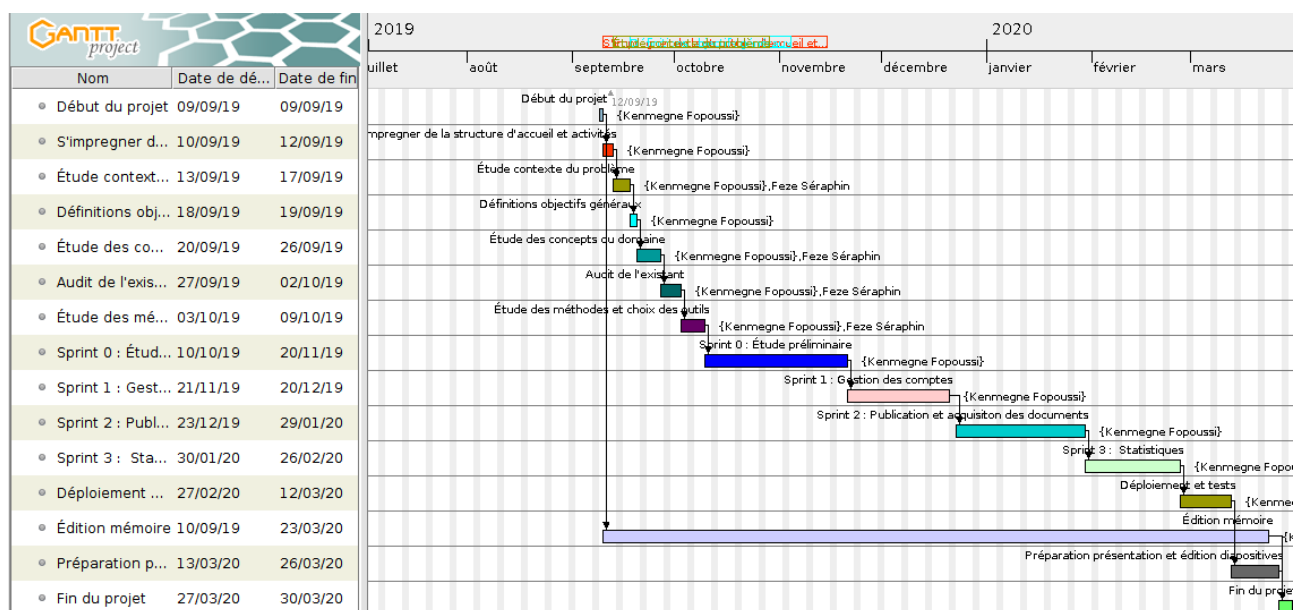 GANTT project
2019 2020
Nom Date de dé... Date de fin
uillet août septembre octobre novembre décembre janvier février mars
Début du projet 09/09/19 09/09/19
Début du projet 12/09/19
{Kenmegne Fopoussi}
S'impregner d... 10/09/19 12/09/19
mpregner de la structure d'accueil et activités
{Kenmegne Fopoussi}
Étude context... 13/09/19 17/09/19
Étude contexte du problème
{Kenmegne Fopoussi},Feze Séraphin
Définitions obj... 18/09/19 19/09/19
Définitions objectifs généraux
{Kenmegne Fopoussi}
Étude des co... 20/09/19 26/09/19
Étude des concepts du domaine
{Kenmegne Fopoussi},Feze Séraphin
Audit de l'exis... 27/09/19 02/10/19
Audit de l'existant
{Kenmegne Fopoussi},Feze Séraphin
Étude des mé... 03/10/19 09/10/19
Étude des méthodes et choix des outils
{Kenmegne Fopoussi},Feze Séraphin
Sprint 0 : Étud... 10/10/19 20/11/19
Sprint 0 : Étude préliminaire
{Kenmegne Fopoussi}
Sprint 1 : Gest... 21/11/19 20/12/19
Sprint 1 : Gestion des comptes
{Kenmegne Fopoussi}
Sprint 2 : Publ... 23/12/19 29/01/20
Sprint 2 : Publication et acquisiton des documents
{Kenmegne Fopoussi}
Sprint 3 : Sta... 30/01/20 26/02/20
Sprint 3 : Statistiques
{Kenmegne Fopou
Déploiement ... 27/02/20 12/03/20
Déploiement et tests
{Kenmeg
Édition mémoire 10/09/19 23/03/20
Édition mémoire
{K
Préparation p... 13/03/20 26/03/20
Préparation présentation et édition diapositives
Fin du projet 27/03/20 30/03/20
Fin du projet